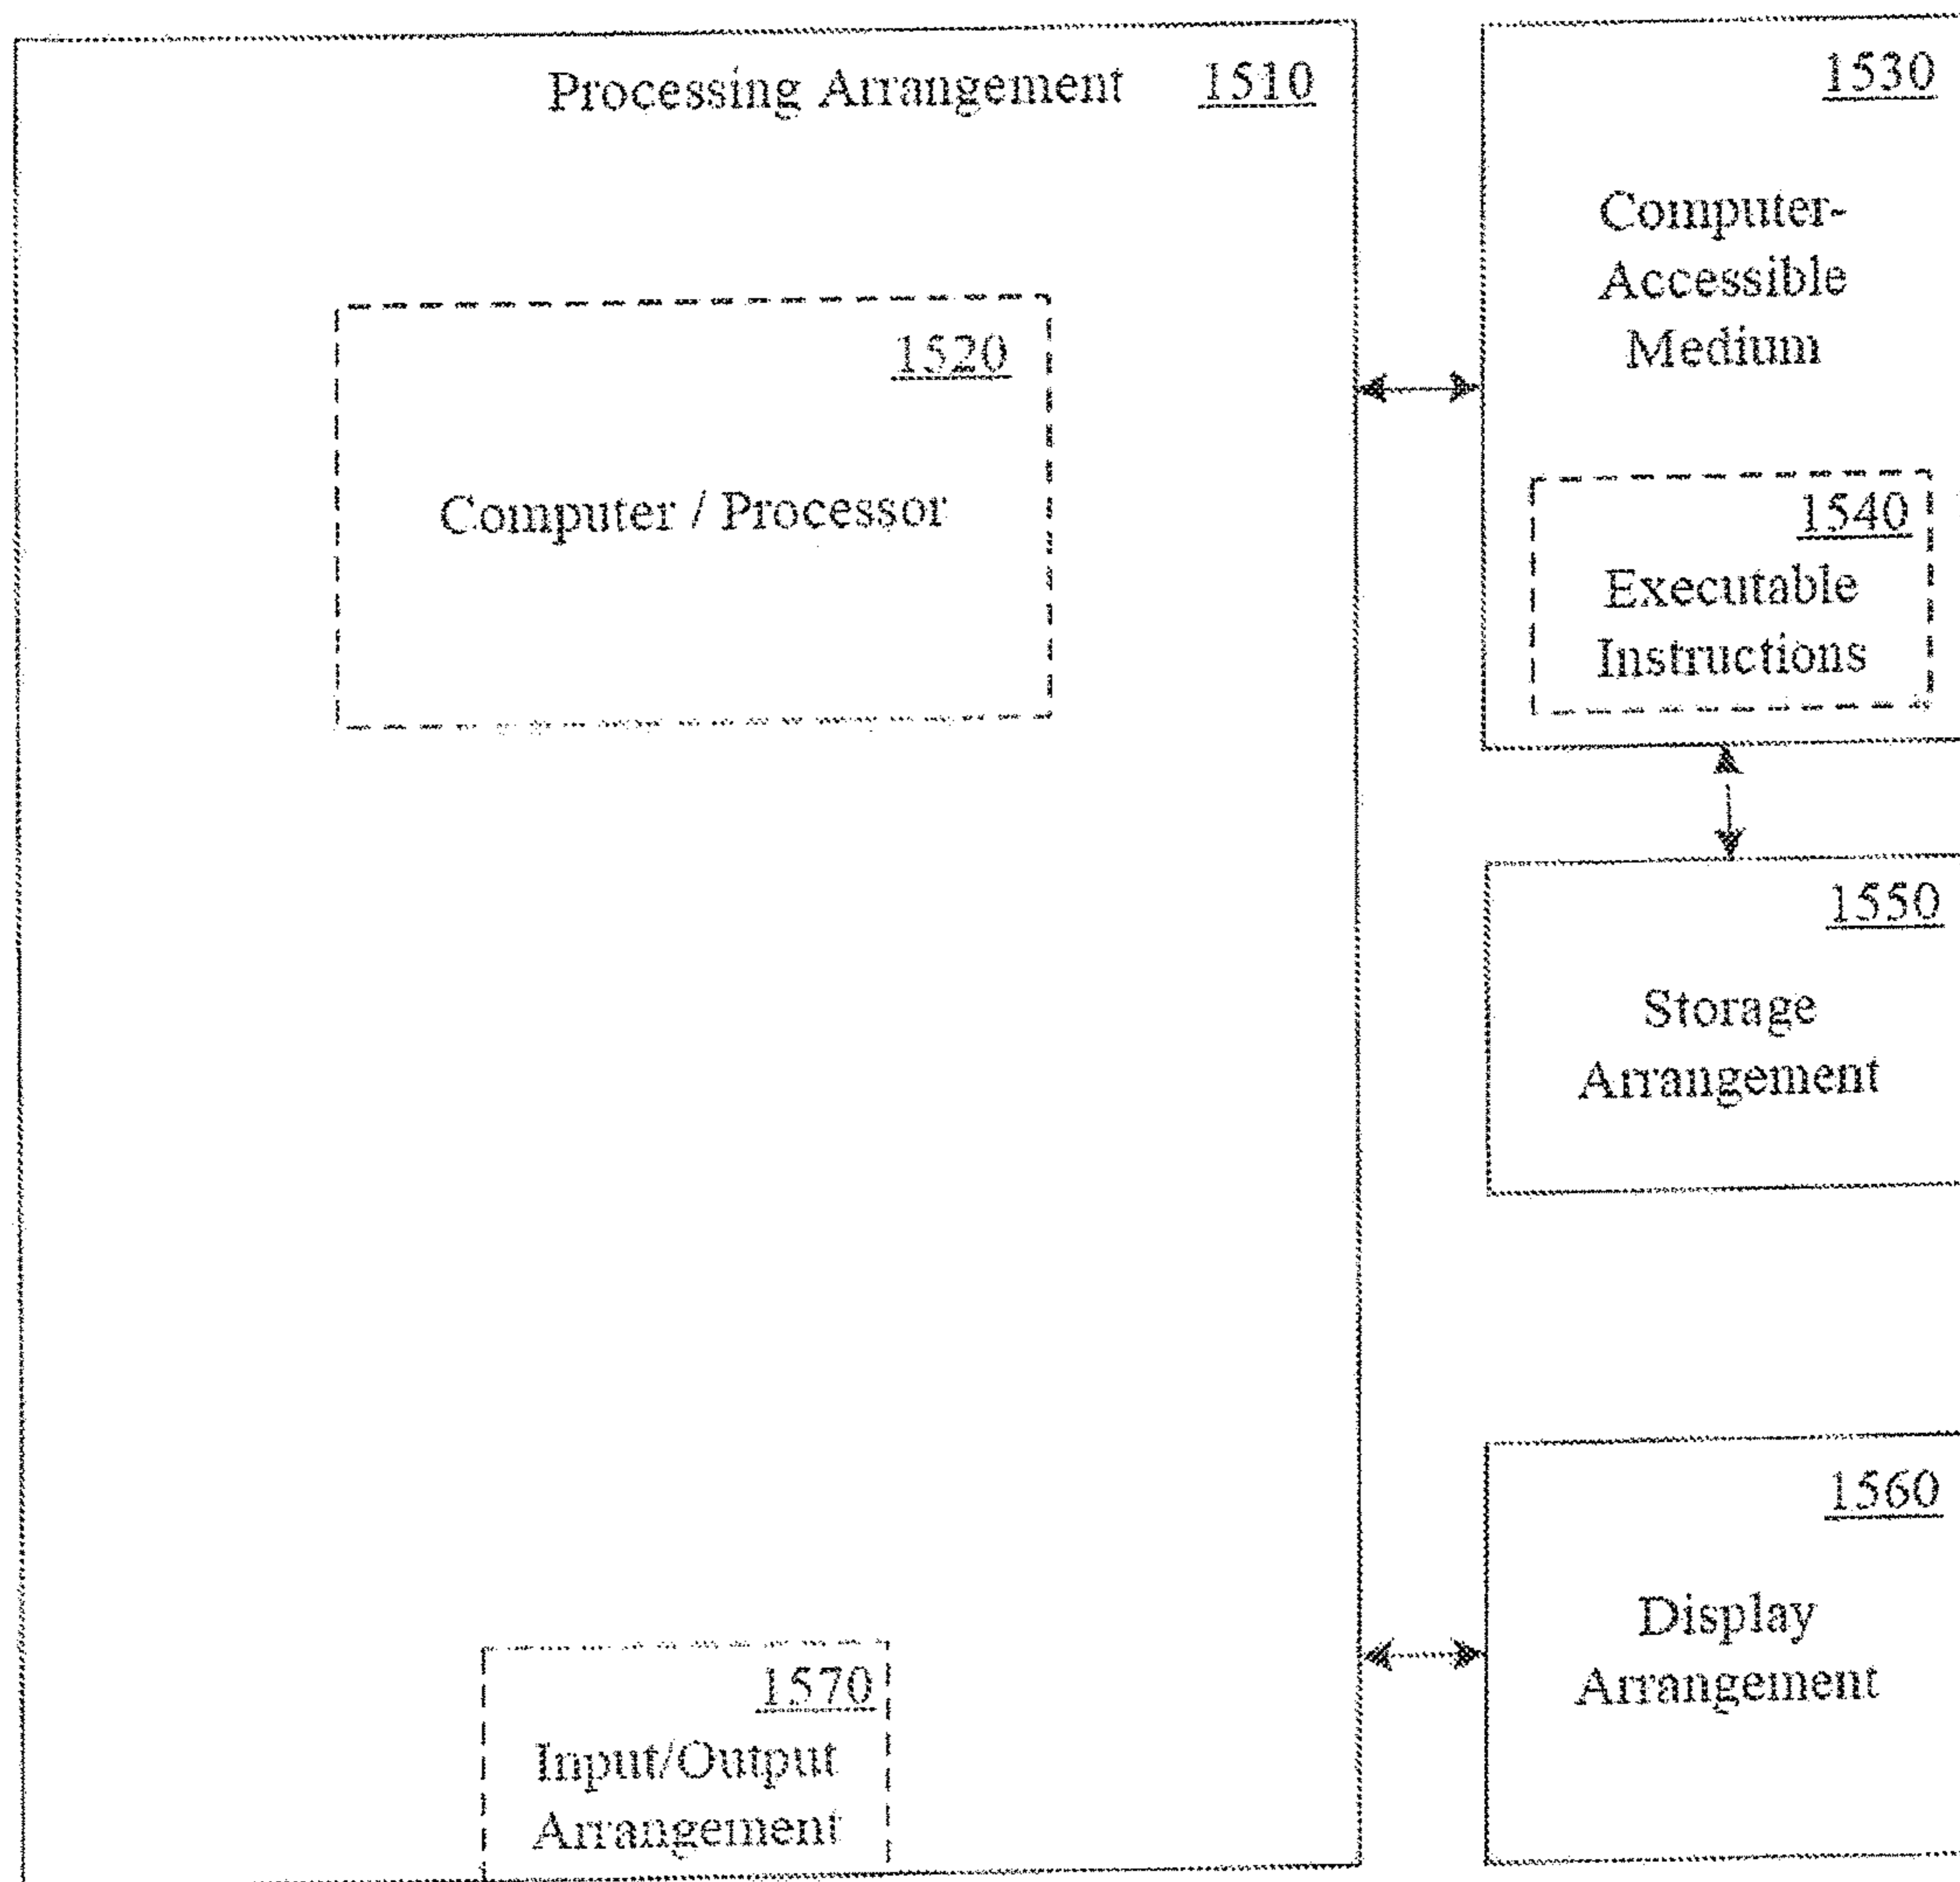 Processing Arrangement 1510
1520
Computer / Processor
1570
Input/Output
Arrangement
1530
Computer-
Accessible
Medium
1540
Executable
Instructions
1550
Storage
Arrangement
1560
Display
Arrangement